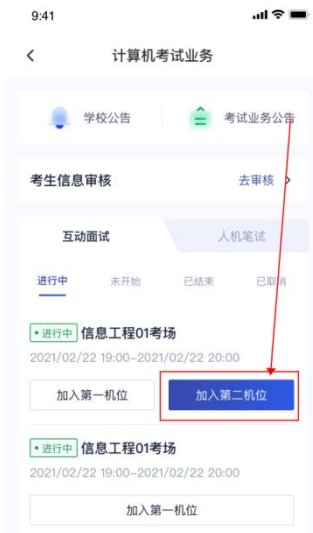 9:41
计算机考试业务
学校公告 考试业务公告
考生信息审核 去审核
互动面试 人机笔试
进行中 未开始 已结束 已取消
进行中 信息工程01考场
2021/02/22 19:00-2021/02/22 20:00
加入第一机位 加入第二机位
进行中 信息工程01考场
2021/02/22 19:00-2021/02/22 20:00
加入第一机位